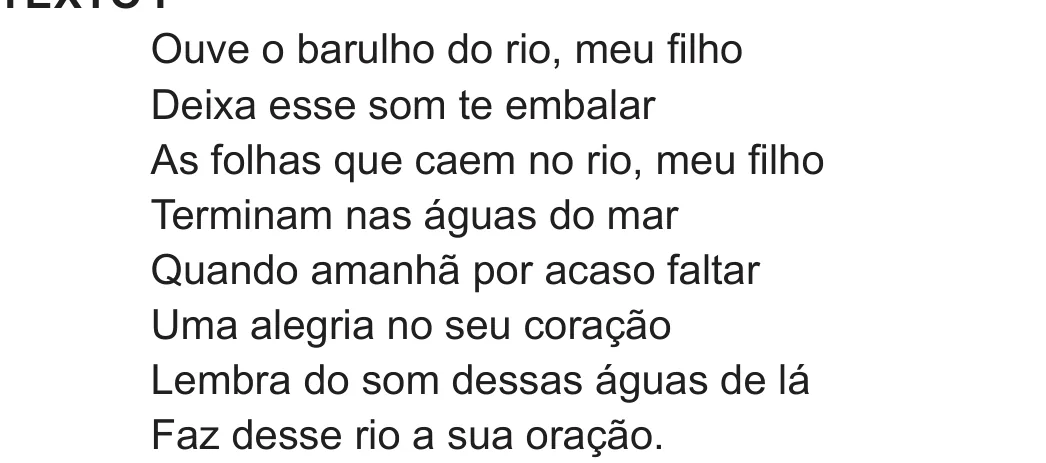 TEXTO I
Ouve o barulho do rio, meu filho
Deixa esse som te embalar
As folhas que caem no rio, meu filho
Terminam nas águas do mar
Quando amanhã por acaso faltar
Uma alegria no seu coração
Lembra do som dessas águas de lá
Faz desse rio a sua oração.